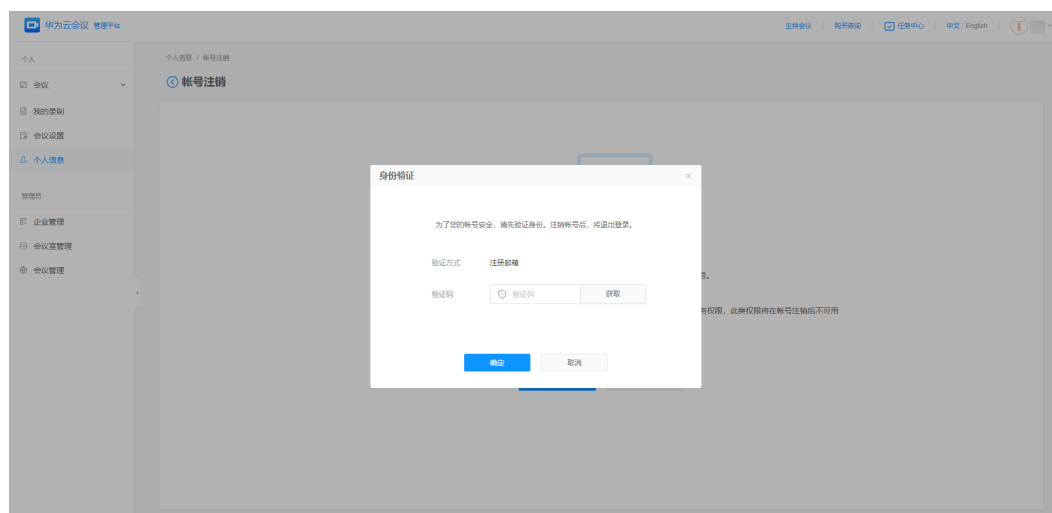 华为云会议 管理平台
主持会议 购买咨询 任务中心 中文 | English
个人
会议
我的录制
会议设置
个人信息
管理员
企业管理
会议室管理
会议管理
个人信息 / 帐号注销
帐号注销
身份验证
为了您的帐号安全，请先验证身份。注销帐号后，将退出登录。
验证方式 注册邮箱
验证码 验证码 获取
确定 取消
号。
务权限，此类权限将在帐号注销后不可用